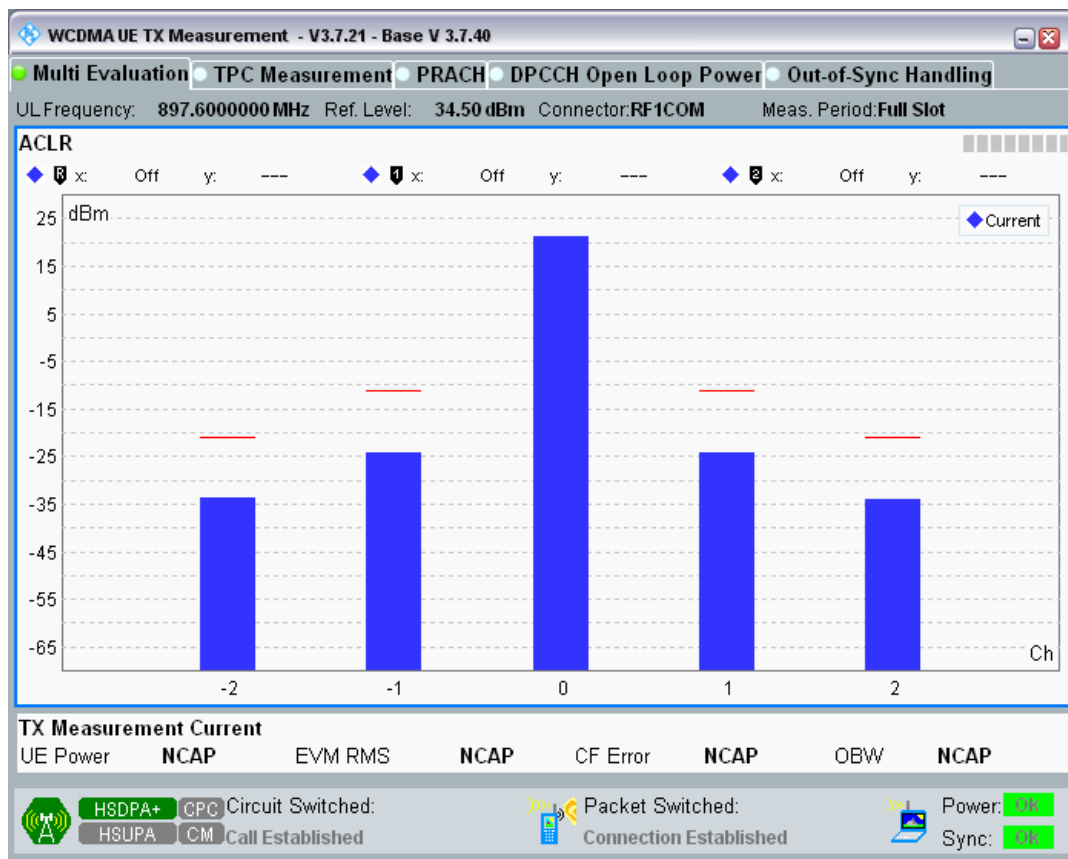 WCDMA UE TX Measurement - V3.7.21 - Base V 3.7.40
Multi Evaluation TPC Measurement PRACH DPCCH Open Loop Power Out-of-Sync Handling
UL Frequency: 897.6000000 MHz Ref. Level: 34.50 dBm Connector:RF1COM Meas. Period:Full Slot
ACLR
R x: Off y: --- 1 x: Off y: --- 2 x: Off y: ---
dBm
Current
25
15
5
-5
-15
-25
-35
-45
-55
-65
Ch
-2 -1 0 1 2
TX Measurement Current
UE Power NCAP EVM RMS NCAP CF Error NCAP OBW NCAP
HSDPA+ CPC Circuit Switched: Packet Switched: Power: OK
HSUPA CM Call Established Connection Established Sync: OK